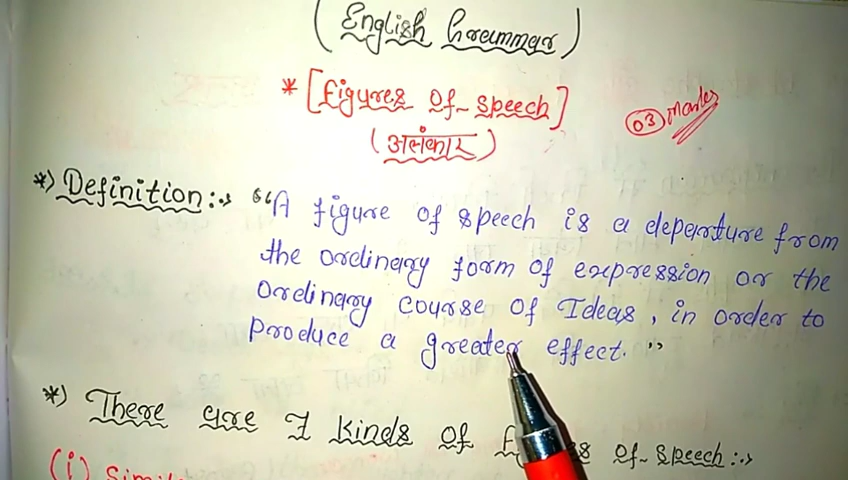 (English Grammar)
* [Figures of speech]
(अलंकार)
03 Marks
*) Definition:- "A figure of speech is a departure from
the ordinary form of expression or the
ordinary course of Ideas, in order to
produce a greater effect."
*) There are 7 kinds of of speech:-
(i) Simile